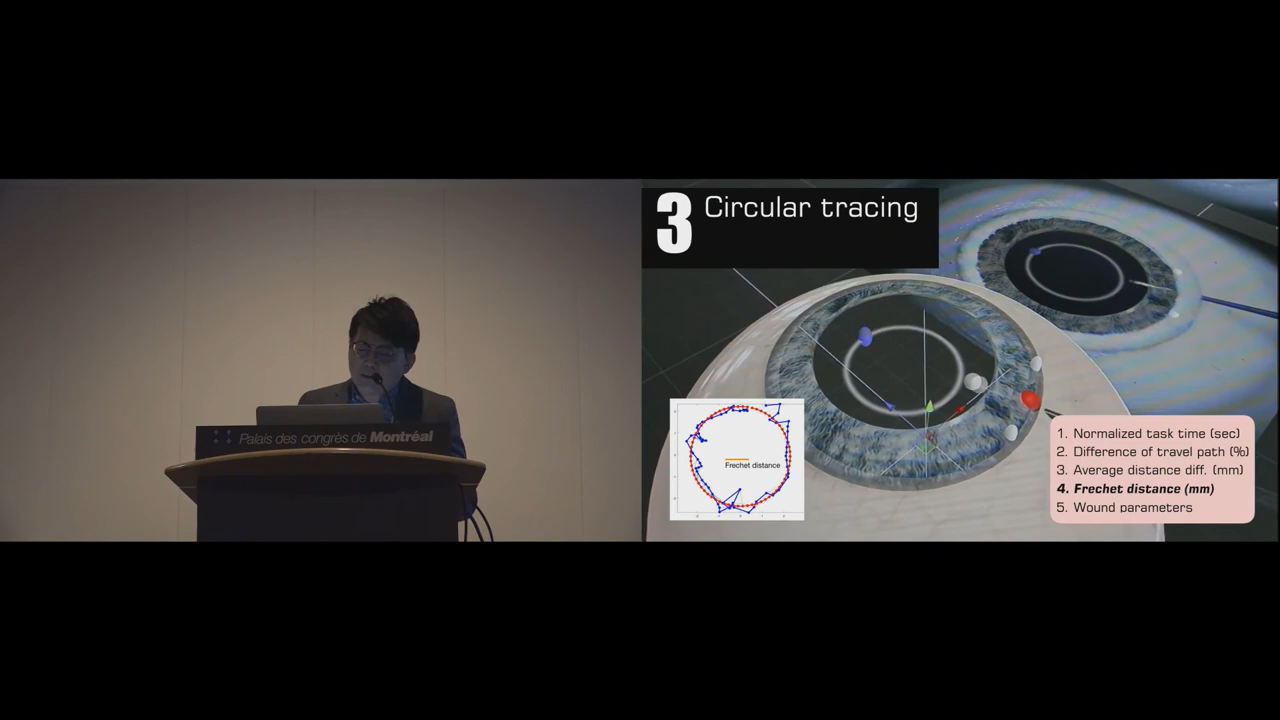 Palais des congrès de Montréal
3 Circular tracing
Frechet distance
1. Normalized task time (sec)
2. Difference of travel path (%)
3. Average distance diff. (mm)
4. Frechet distance (mm)
5. Wound parameters